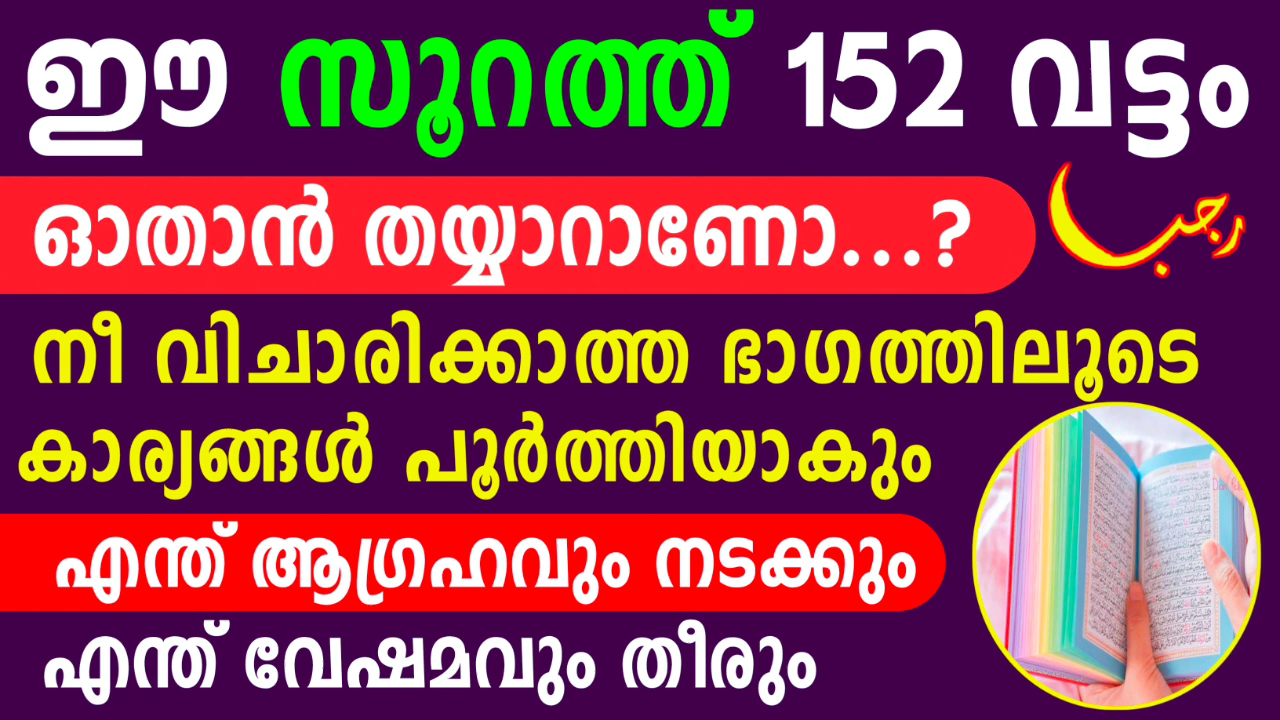 ഈ സൂറത്ത് 152 വട്ടം
ഓതാൻ തയ്യാറാണോ...?
رجب
നീ വിചാരിക്കാത്ത ഭാഗത്തിലൂടെ
കാര്യങ്ങൾ പൂർത്തിയാകും
എന്ത് ആഗ്രഹവും നടക്കും
എന്ത് വേഷമവും തീരും